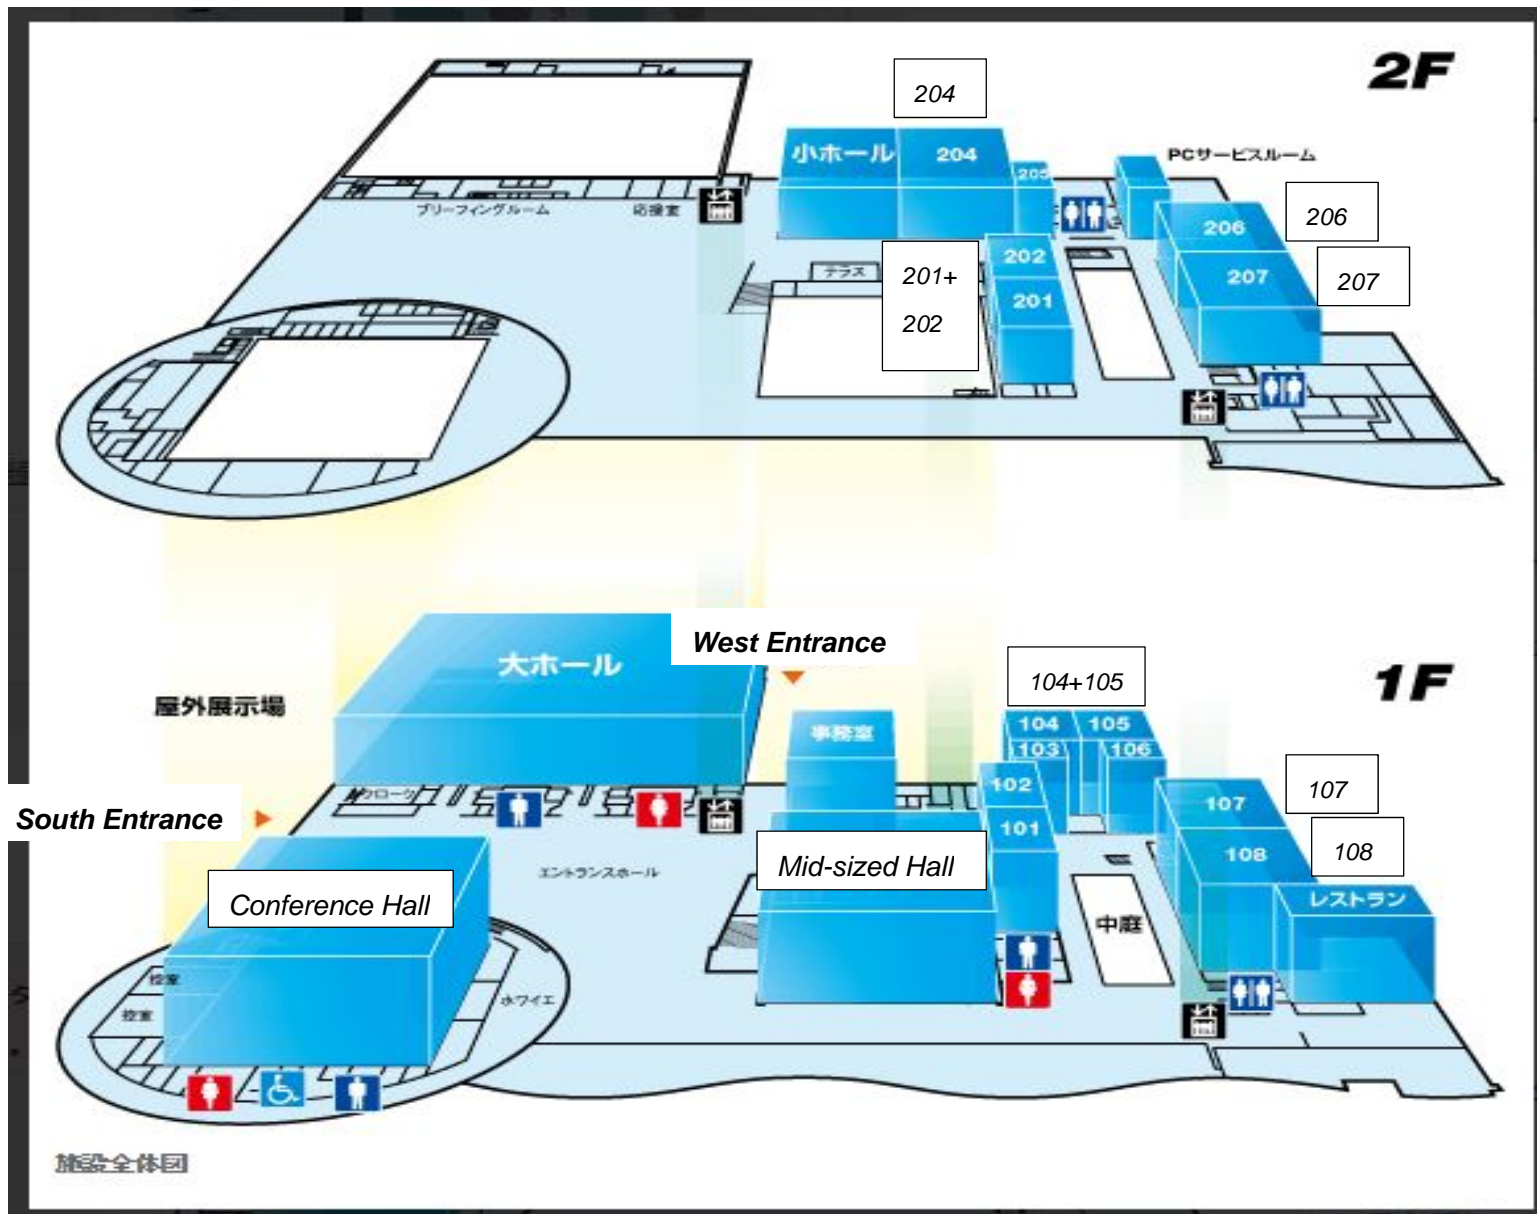 2F
204
小ホール
204
205
PCサービスルーム
ブリーフィングルーム
応接室
206
206
テラス
201+
202
202
201
207
207
大ホール
West Entrance
1F
屋外展示場
104+105
104
105
事務室
103
106
102
107
107
クローク
South Entrance
101
108
108
エントランスホール
Mid-sized Hall
Conference Hall
レストラン
中庭
控室
控室
ホワイエ
施設全体図